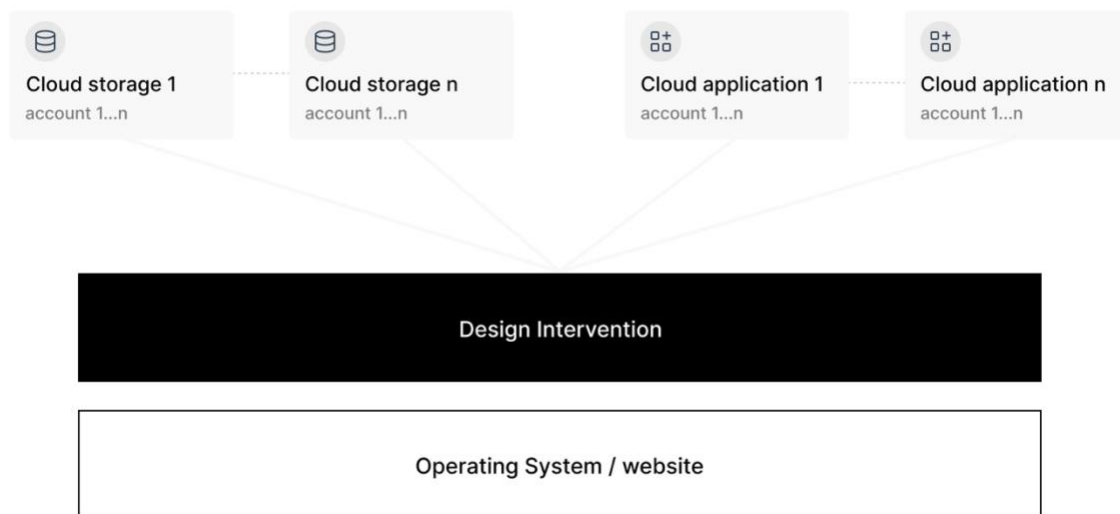 Cloud storage 1
account 1...n
Cloud storage n
account 1...n
Cloud application 1
account 1...n
Cloud application n
account 1...n
Design Intervention
Operating System / website